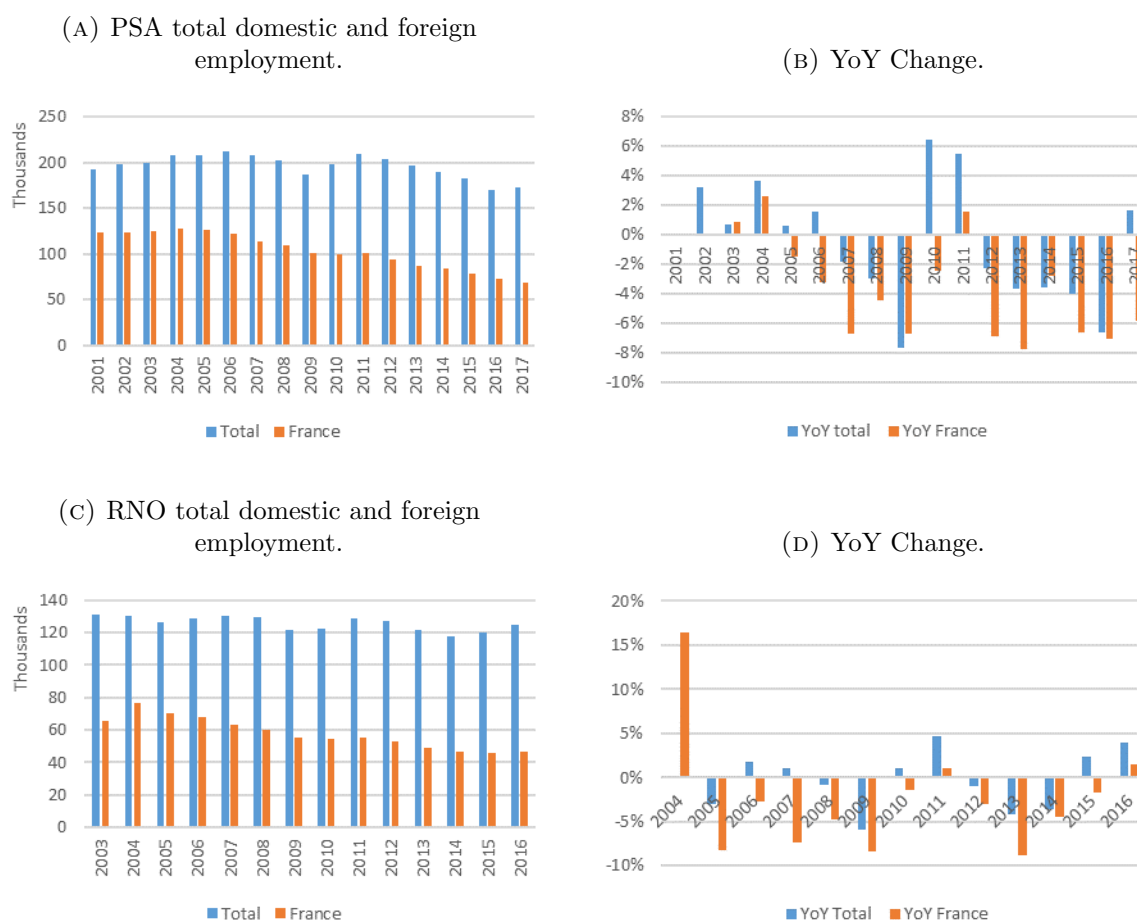 (A) PSA total domestic and foreign
employment.
(B) YoY Change.
Thousands
250
200
150
100
50
0
2001 2002 2003 2004 2005 2006 2007 2008 2009 2010 2011 2012 2013 2014 2015 2016 2017
Total France
8%
6%
4%
2%
0%
-2%
-4%
-6%
-8%
-10%
2001 2002 2003 2004 2005 2006 2007 2008 2009 2010 2011 2012 2013 2014 2015 2016 2017
YoY total YoY France
(C) RNO total domestic and foreign
employment.
(D) YoY Change.
Thousands
140
120
100
80
60
40
20
0
2003 2004 2005 2006 2007 2008 2009 2010 2011 2012 2013 2014 2015 2016
Total France
20%
15%
10%
5%
0%
-5%
-10%
2004 2005 2006 2007 2008 2009 2010 2011 2012 2013 2014 2015 2016
YoY Total YoY France